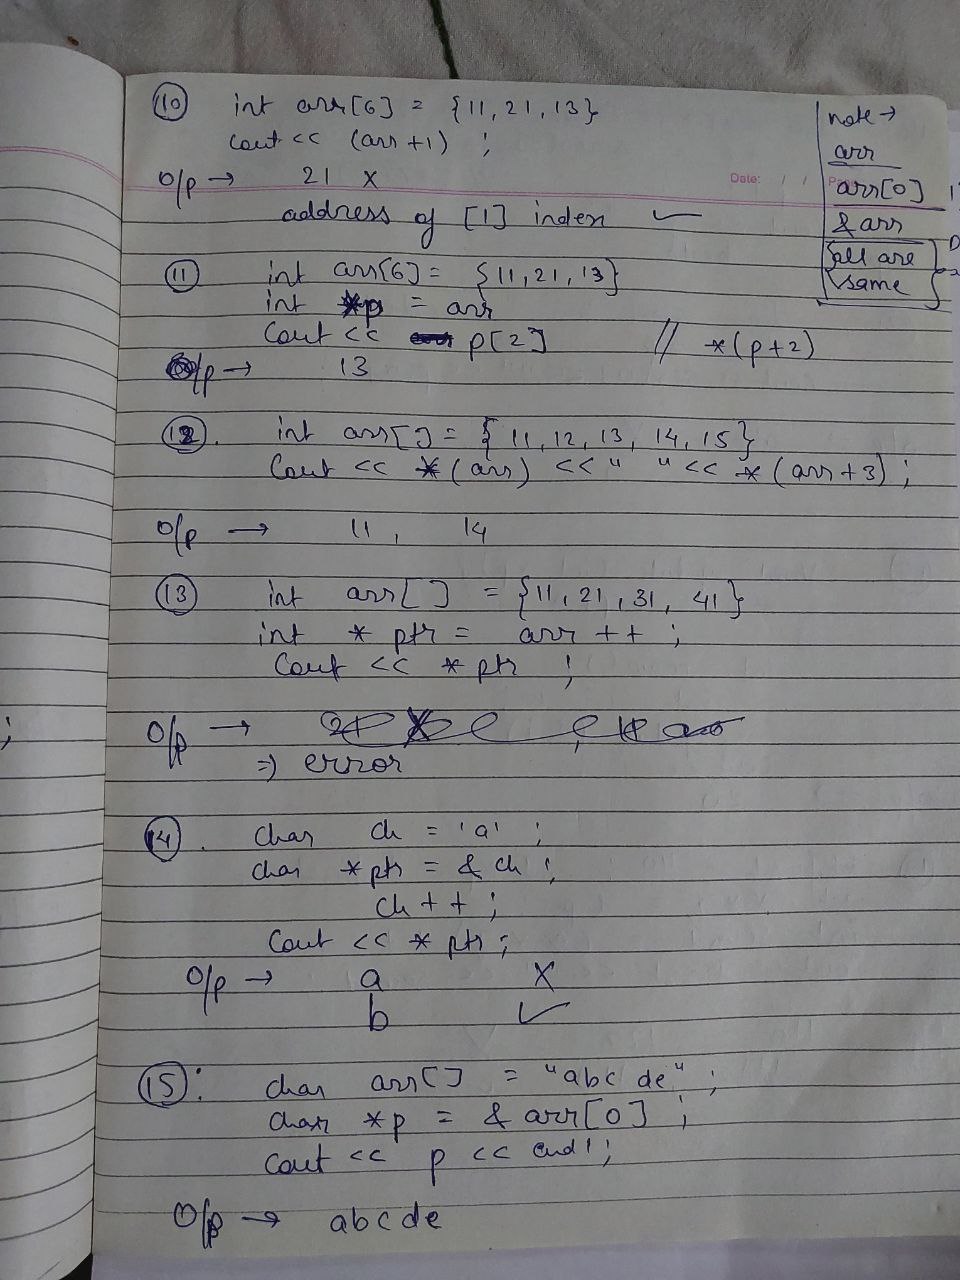 (10) int arr[6] = {11, 21, 13}
cout << (arr +1) ;
O/p → 21 x
address of [1] index ✓
note →
arr
arr[0]
& arr
{all are
same}
Date: / /
(11) int arr[6] = {11, 21, 13}
int *p = arr
Cout << p[2] // *(p+2)
O/p → 13
(12). int arr[] = { 11, 12, 13, 14, 15}
Cout << *(arr) << " " << *(arr+3) ;
O/p → 11, 14
(13) int arr[ ] = {11, 21, 31, 41}
int * ptr = arr ++ ;
Cout << * ptr ;
O/p →
⇒ error
(14). char ch = 'a' ;
char *ptr = & ch ;
ch + + ;
Cout << * ptr ;
O/p → a X
b ✓
(15): char arr[] = "abc de" ;
char *p = & arr[0] ;
Cout << p << endl ;
O/p → abcde
;